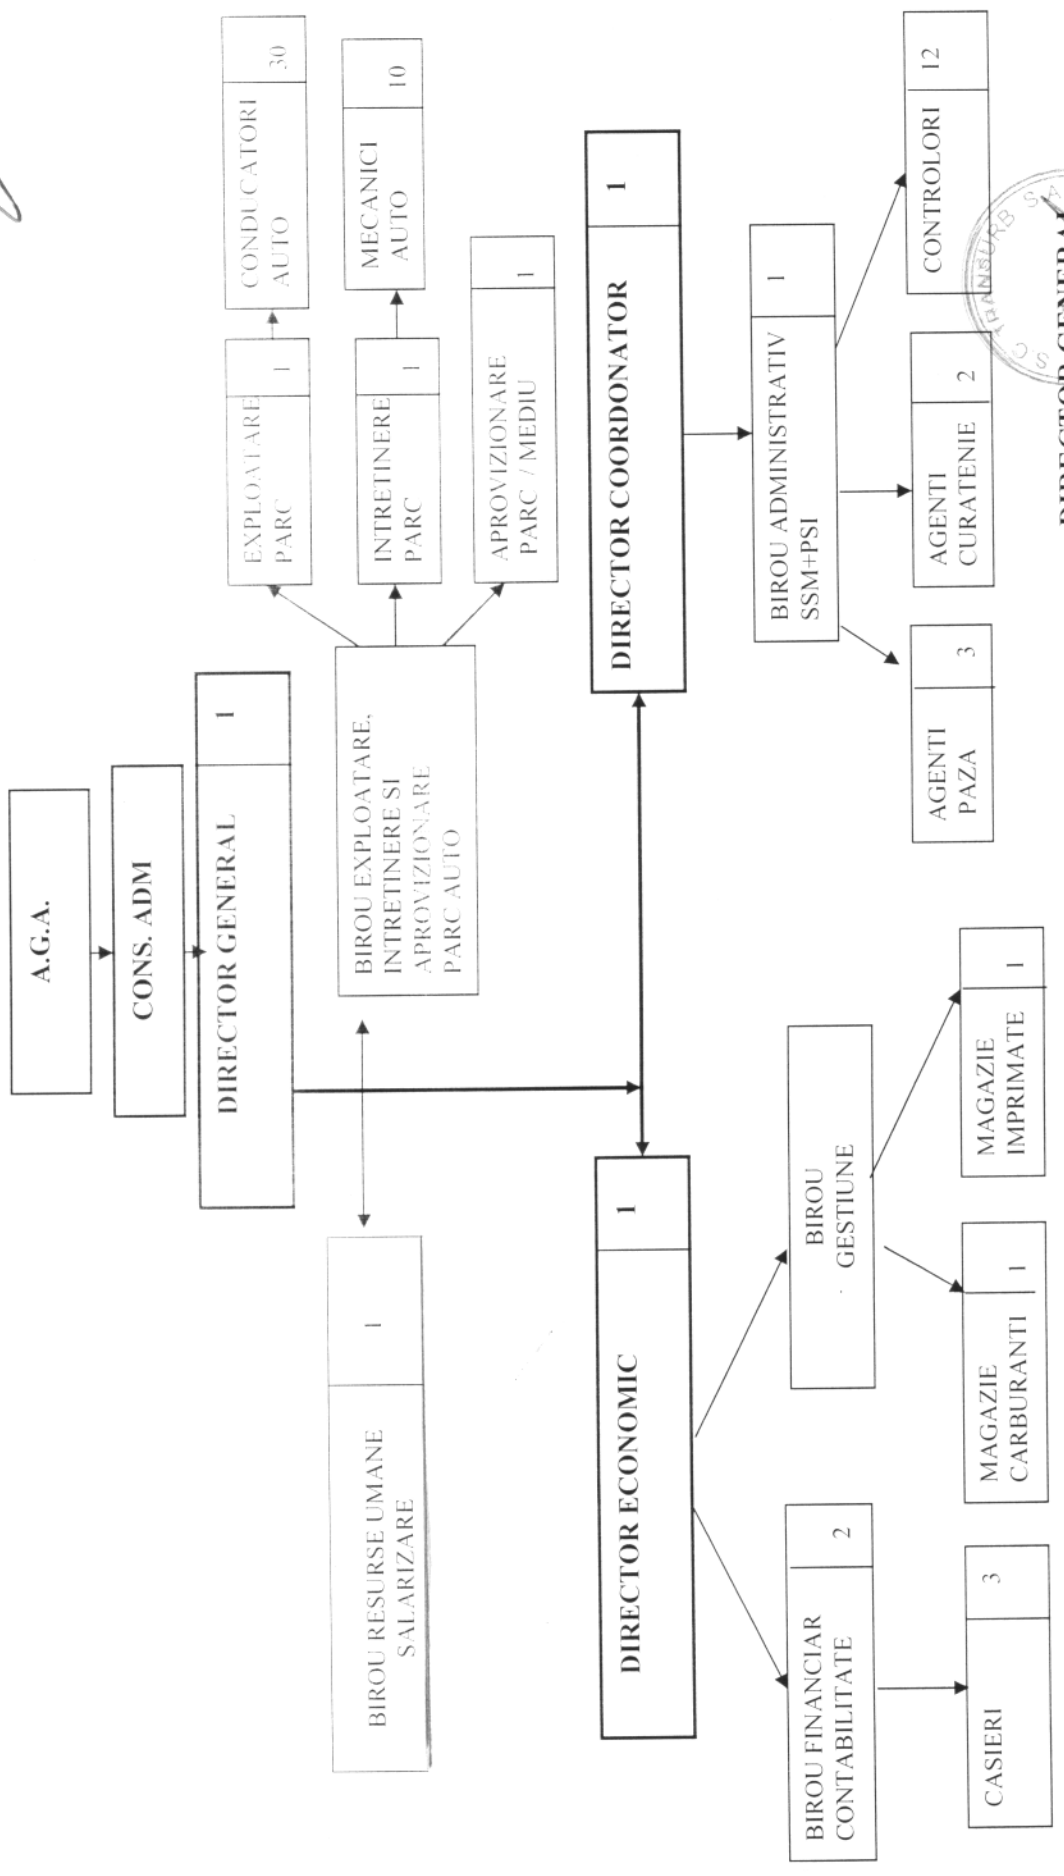 A.G.A.
CONS. ADM
DIRECTOR GENERAL 1
BIROU RESURSE UMANE
SALARIZARE
1
BIROU EXPLOATARE,
INTRETINERE SI
APROVIZIONARE
PARC AUTO
EXPLOATARE
PARC
1
CONDUCATORI
AUTO
30
INTRETINERE
PARC
1
MECANICI
AUTO
10
APROVIZIONARE
PARC / MEDIU
1
DIRECTOR ECONOMIC 1
DIRECTOR COORDONATOR 1
BIROU FINANCIAR
CONTABILITATE
2
BIROU
GESTIUNE
BIROU ADMINISTRATIV
SSM+PSI
1
CASIERI 3
MAGAZIE
CARBURANTI
1
MAGAZIE
IMPRIMATE
1
AGENTI
PAZA
3
AGENTI
CURATENIE
2
CONTROLORI 12
SC TRANSURB S.A.
DIRECTOR GENERAL